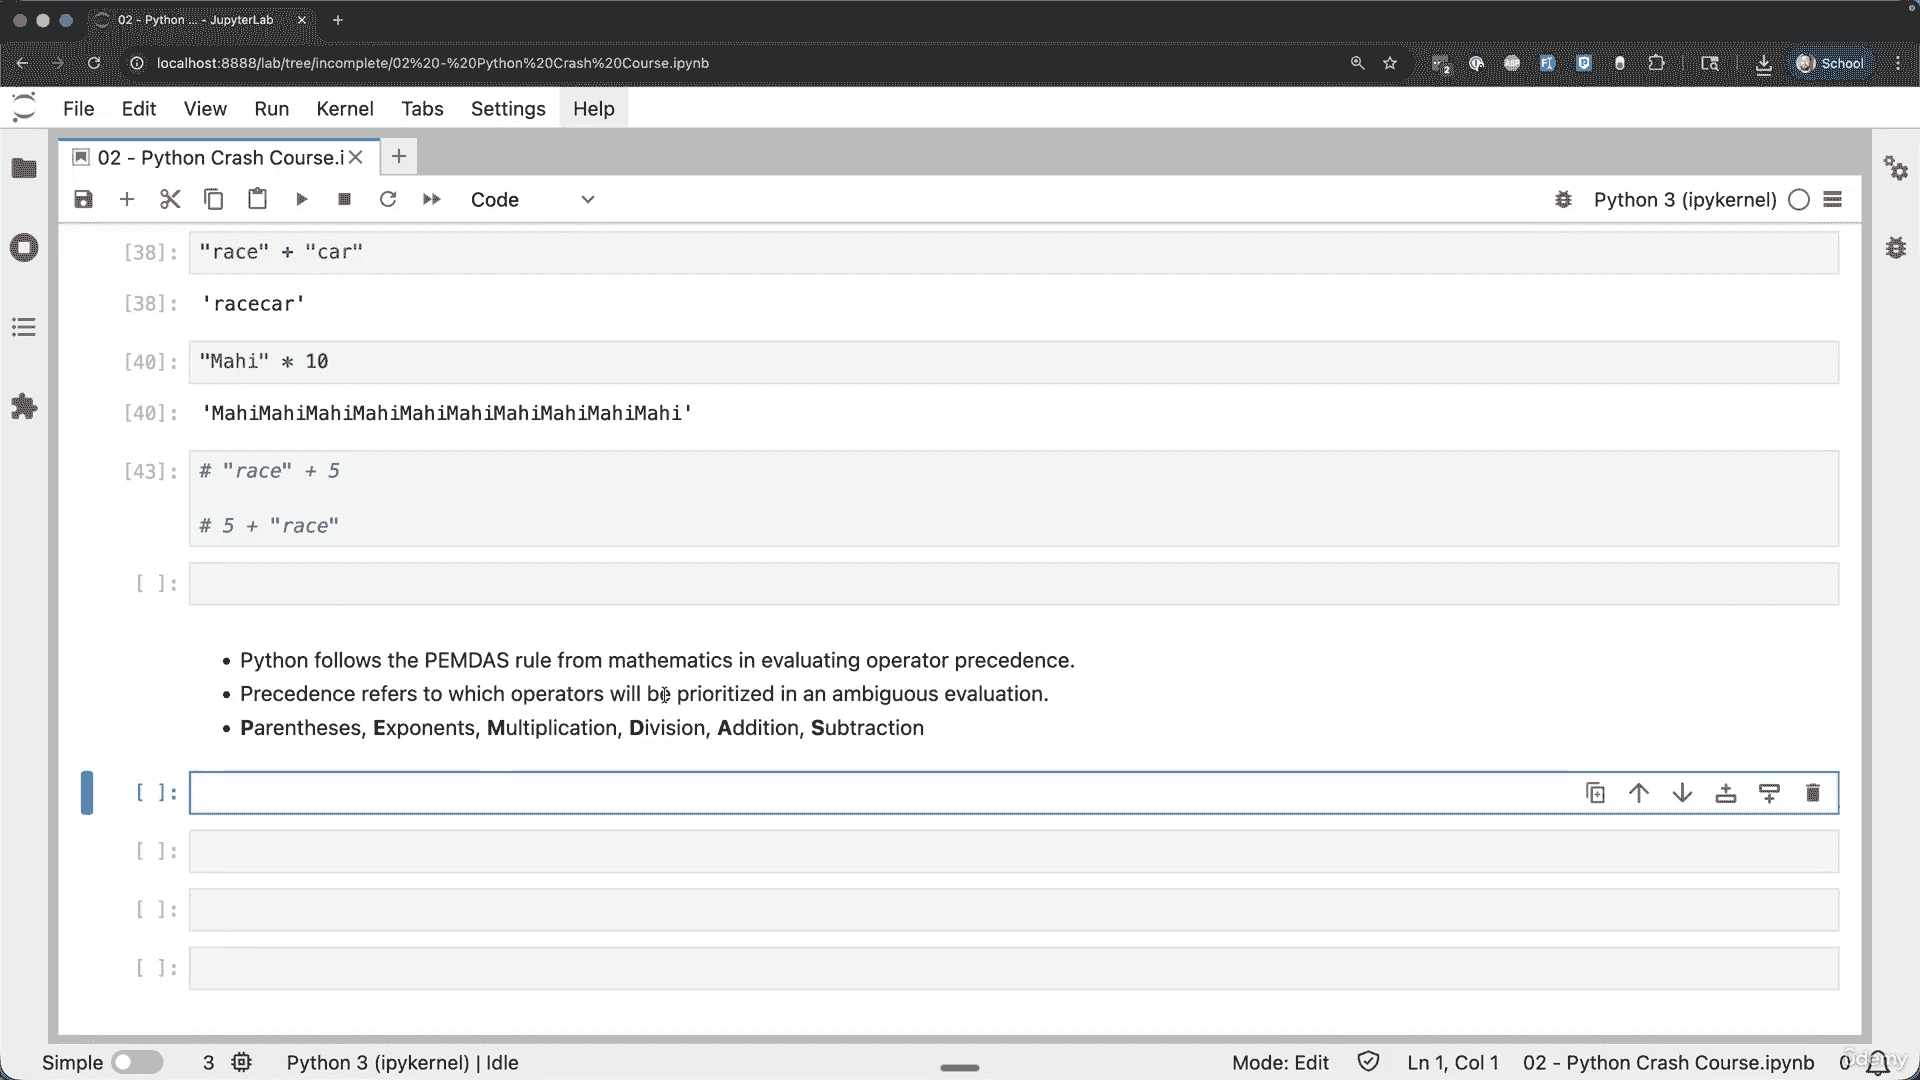 02 - Python ... - JupyterLab
localhost:8888/lab/tree/incomplete/02%20-%20Python%20Crash%20Course.ipynb
2
School
File Edit View Run Kernel Tabs Settings Help
02 - Python Crash Course.i
Code
Python 3 (ipykernel)
[38]: "race" + "car"
[38]: 'racecar'
[40]: "Mahi" * 10
[40]: 'MahiMahiMahiMahiMahiMahiMahiMahiMahiMahi'
[43]: # "race" + 5
# 5 + "race"
[ ]:
• Python follows the PEMDAS rule from mathematics in evaluating operator precedence.
• Precedence refers to which operators will be prioritized in an ambiguous evaluation.
• Parentheses, Exponents, Multiplication, Division, Addition, Subtraction
[ ]:
[ ]:
[ ]:
[ ]:
Simple 3 Python 3 (ipykernel) | Idle Mode: Edit Ln 1, Col 1 02 - Python Crash Course.ipynb 0
Udemy